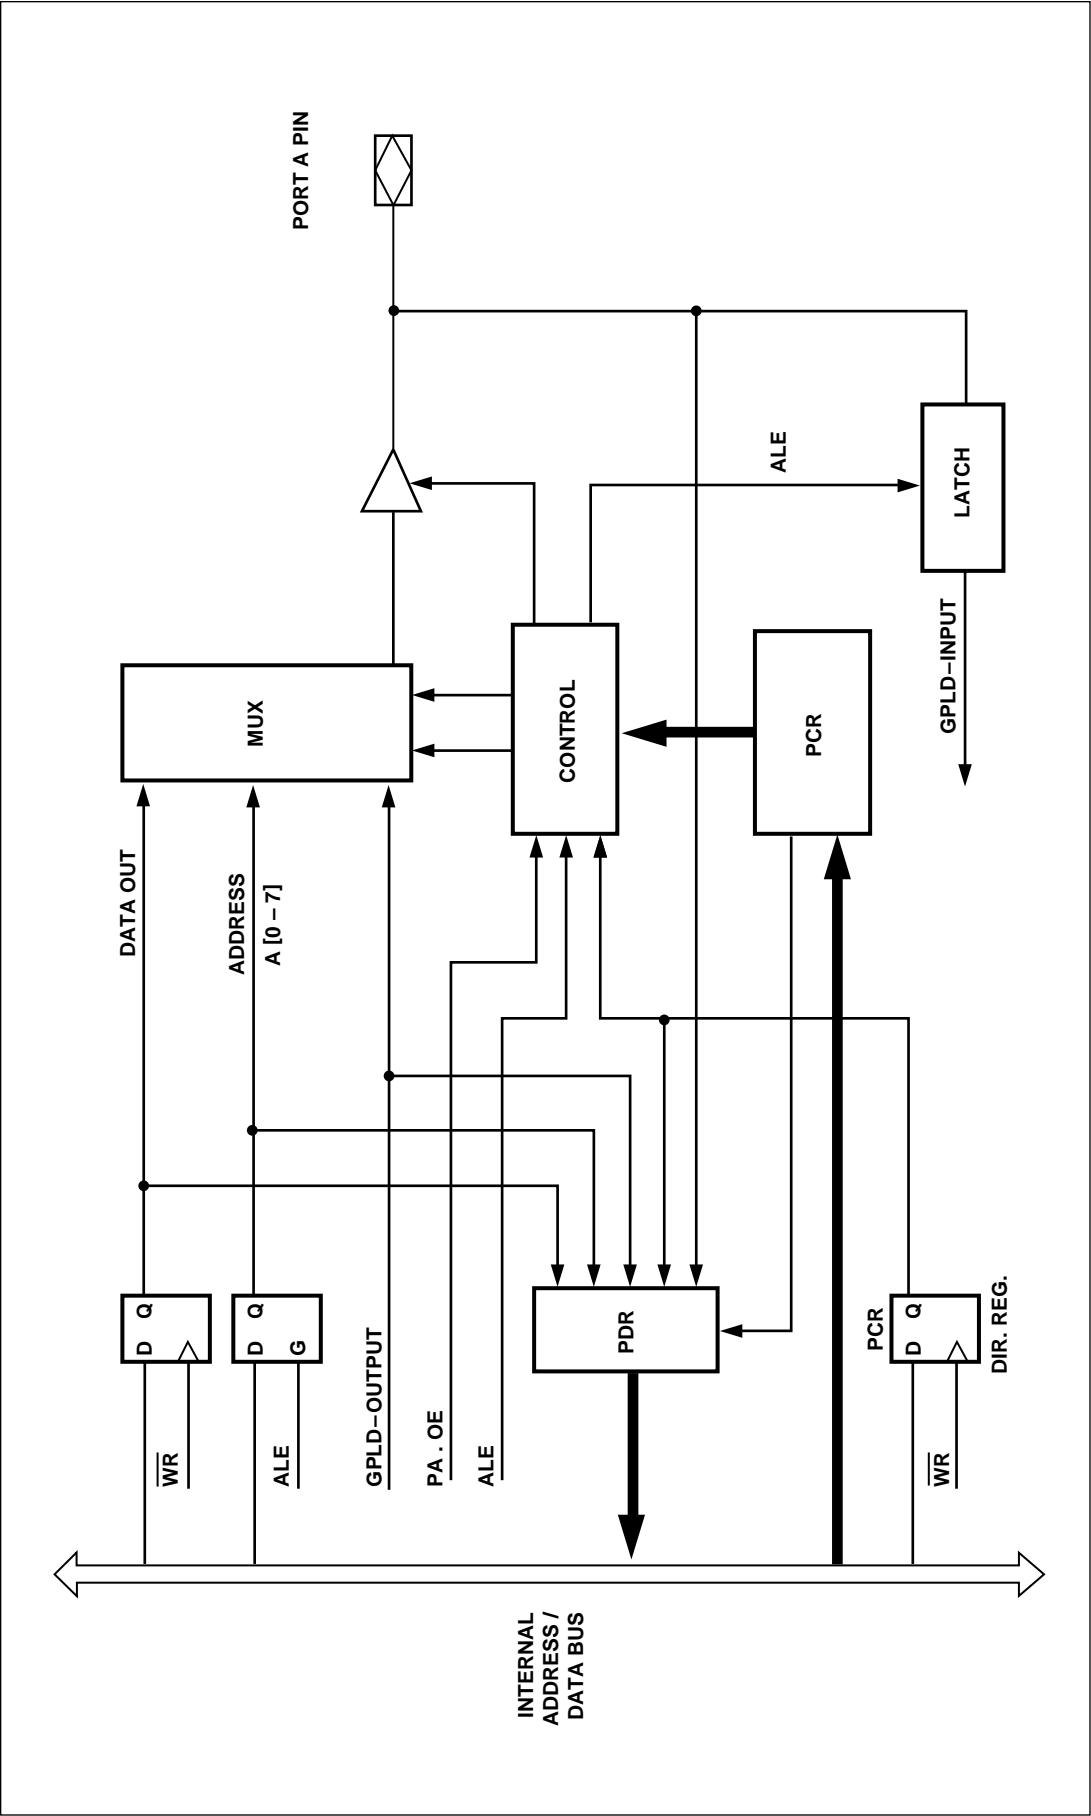 PORT A PIN
DATA OUT
ADDRESS
A [0 – 7]
MUX
D Q
WR
D Q
G
ALE
GPLD–OUTPUT
PA . OE
ALE
CONTROL
ALE
INTERNAL
ADDRESS /
DATA BUS
PDR
PCR
LATCH
GPLD–INPUT
PCR
D Q
WR
DIR. REG.